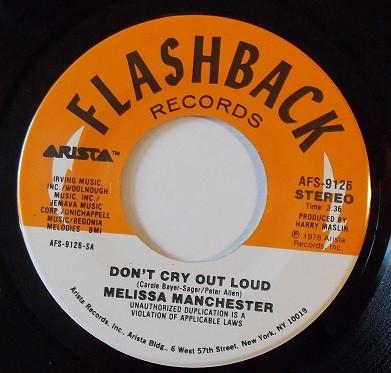 FLASHBACK
RECORDS
ARISTA™
IRVING MUSIC,
INC./WOOLNOUGH
MUSIC, INC./
JEMAVA MUSIC
CORP./UNICHAPPELL
MUSIC/BEGONIA
MELODIES BMI
AFS-9126-SA
AFS-9126
STEREO
Time: 3:36
PRODUCED BY
HARRY MASLIN
℗ 1978 Arista
Records, Inc.
DON'T CRY OUT LOUD
(Carole Bayer-Sager/Peter Allen)
MELISSA MANCHESTER
UNAUTHORIZED DUPLICATION IS A
VIOLATION OF APPLICABLE LAWS
Arista Records, Inc., Arista Bldg., 6 West 57th Street, New York, NY 10019